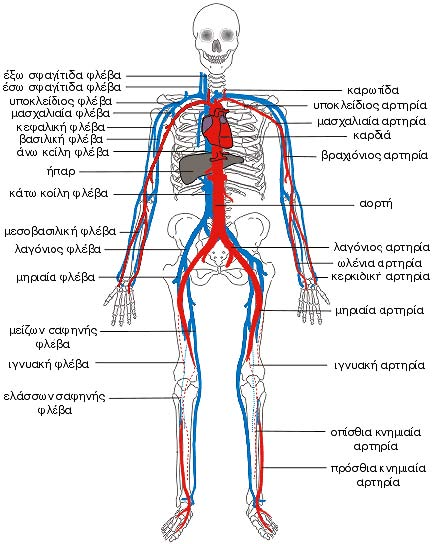 έξω σφαγίτιδα φλέβα
έσω σφαγίτιδα φλέβα
υποκλείδιος φλέβα
μασχαλιαία φλέβα
κεφαλική φλέβα
βασιλική φλέβα
άνω κοίλη φλέβα
ήπαρ
κάτω κοίλη φλέβα
μεσοβασιλική φλέβα
λαγόνιος φλέβα
μηριαία φλέβα
μείζων σαφηνής
φλεβα
ιγνυακή φλέβα
ελάσσων σαφηνής
φλέβα
καρωτίδα
υποκλείδιος αρτηρία
μασχαλιαία αρτηρία
καρδιά
βραχιόνιος αρτηρία
αορτή
λαγόνιος αρτηρία
ωλένια αρτηρία
κερκιδική αρτηρία
μηριαία αρτηρία
ιγνυακή αρτηρία
οπίσθια κνημιαία
αρτηρία
πρόσθια κνημιαία
αρτηρία